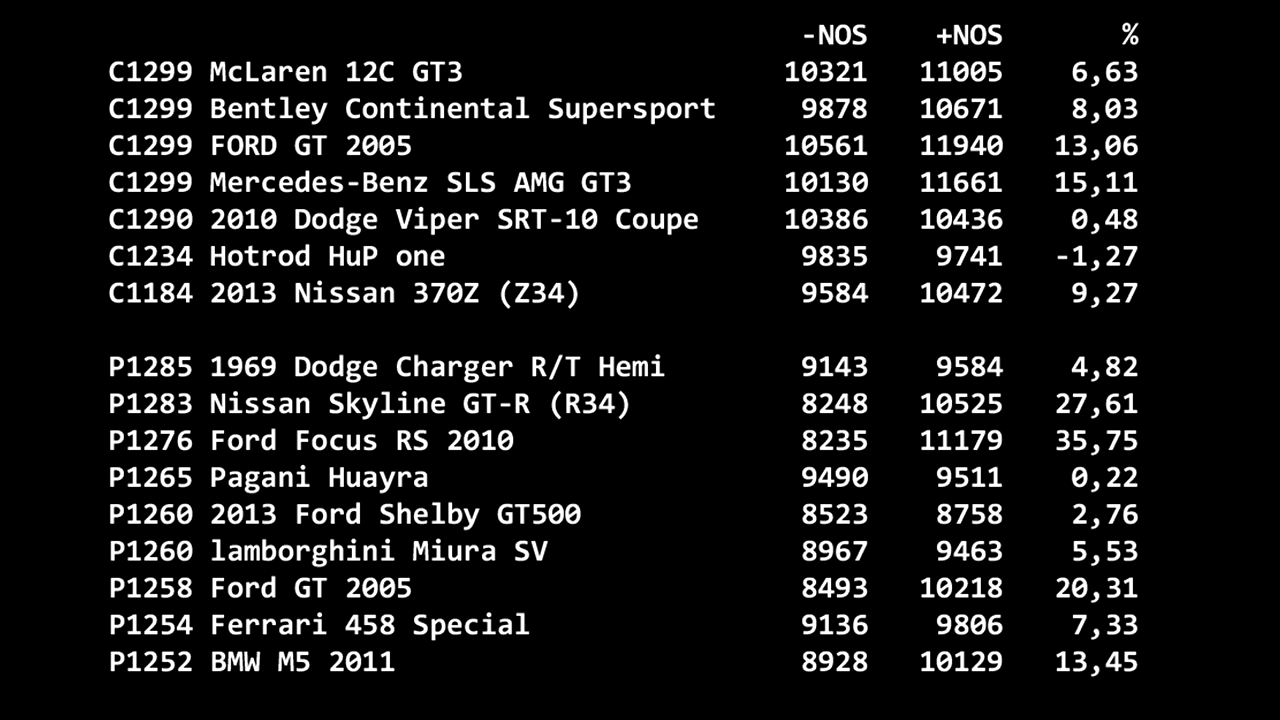 -NOS +NOS %
C1299 McLaren 12C GT3 10321 11005 6,63
C1299 Bentley Continental Supersport 9878 10671 8,03
C1299 FORD GT 2005 10561 11940 13,06
C1299 Mercedes-Benz SLS AMG GT3 10130 11661 15,11
C1290 2010 Dodge Viper SRT-10 Coupe 10386 10436 0,48
C1234 Hotrod HuP one 9835 9741 -1,27
C1184 2013 Nissan 370Z (Z34) 9584 10472 9,27
P1285 1969 Dodge Charger R/T Hemi 9143 9584 4,82
P1283 Nissan Skyline GT-R (R34) 8248 10525 27,61
P1276 Ford Focus RS 2010 8235 11179 35,75
P1265 Pagani Huayra 9490 9511 0,22
P1260 2013 Ford Shelby GT500 8523 8758 2,76
P1260 lamborghini Miura SV 8967 9463 5,53
P1258 Ford GT 2005 8493 10218 20,31
P1254 Ferrari 458 Special 9136 9806 7,33
P1252 BMW M5 2011 8928 10129 13,45